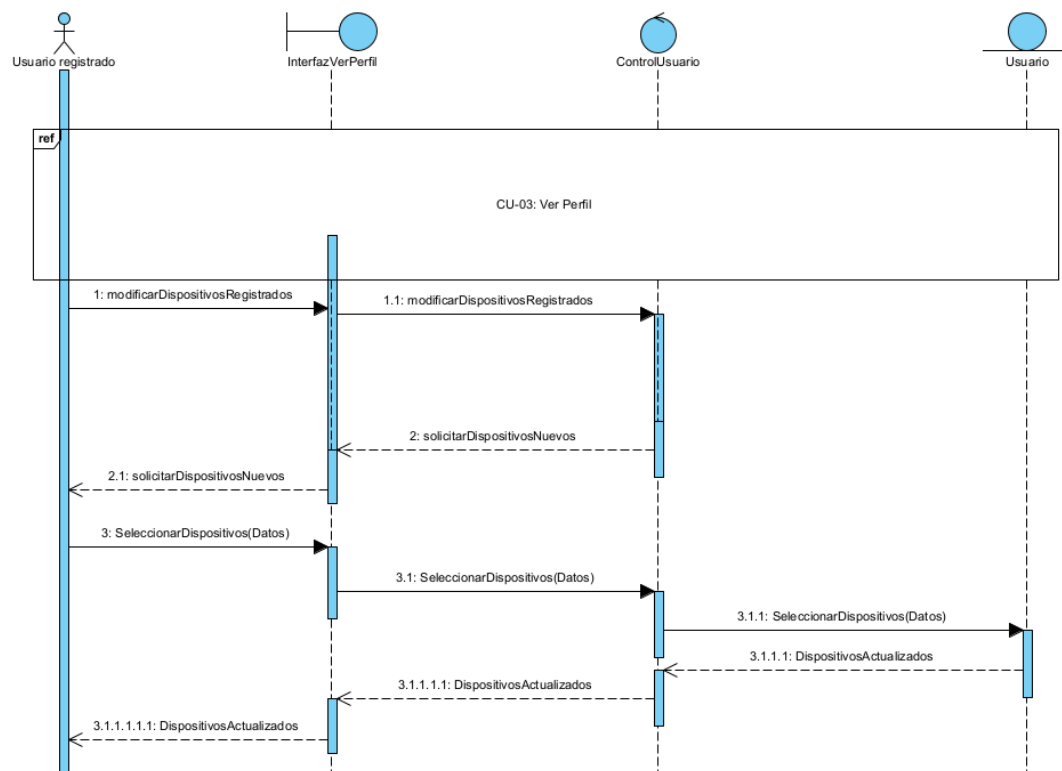 Usuario registrado
InterfazVerPerfil
ControlUsuario
Usuario
ref
CU-03: Ver Perfil
1: modificarDispositivosRegistrados
1.1: modificarDispositivosRegistrados
2: solicitarDispositivosNuevos
2.1: solicitarDispositivosNuevos
3: SeleccionarDispositivos(Datos)
3.1: SeleccionarDispositivos(Datos)
3.1.1: SeleccionarDispositivos(Datos)
3.1.1.1: DispositivosActualizados
3.1.1.1.1: DispositivosActualizados
3.1.1.1.1.1: DispositivosActualizados